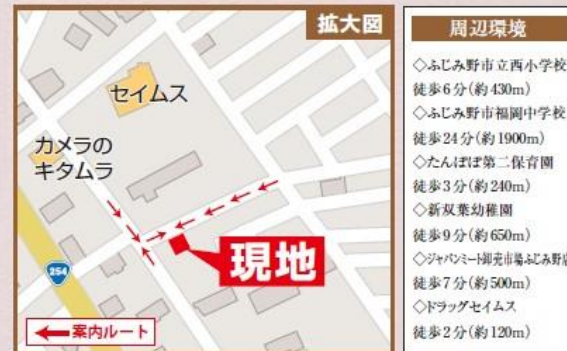 拡大図
セイムス
カメラの
キタムラ
現地
254
案内ルート
周辺環境
◇ふじみ野市立西小学校
徒歩6分(約430m)
◇ふじみ野市福岡中学校
徒歩24分(約1900m)
◇たんぽぽ第二保育園
徒歩3分(約240m)
◇新双葉幼稚園
徒歩9分(約650m)
◇ジャパンミート卸売市場ふじみ野店
徒歩7分(約500m)
◇ドラッグセイムス
徒歩2分(約120m)